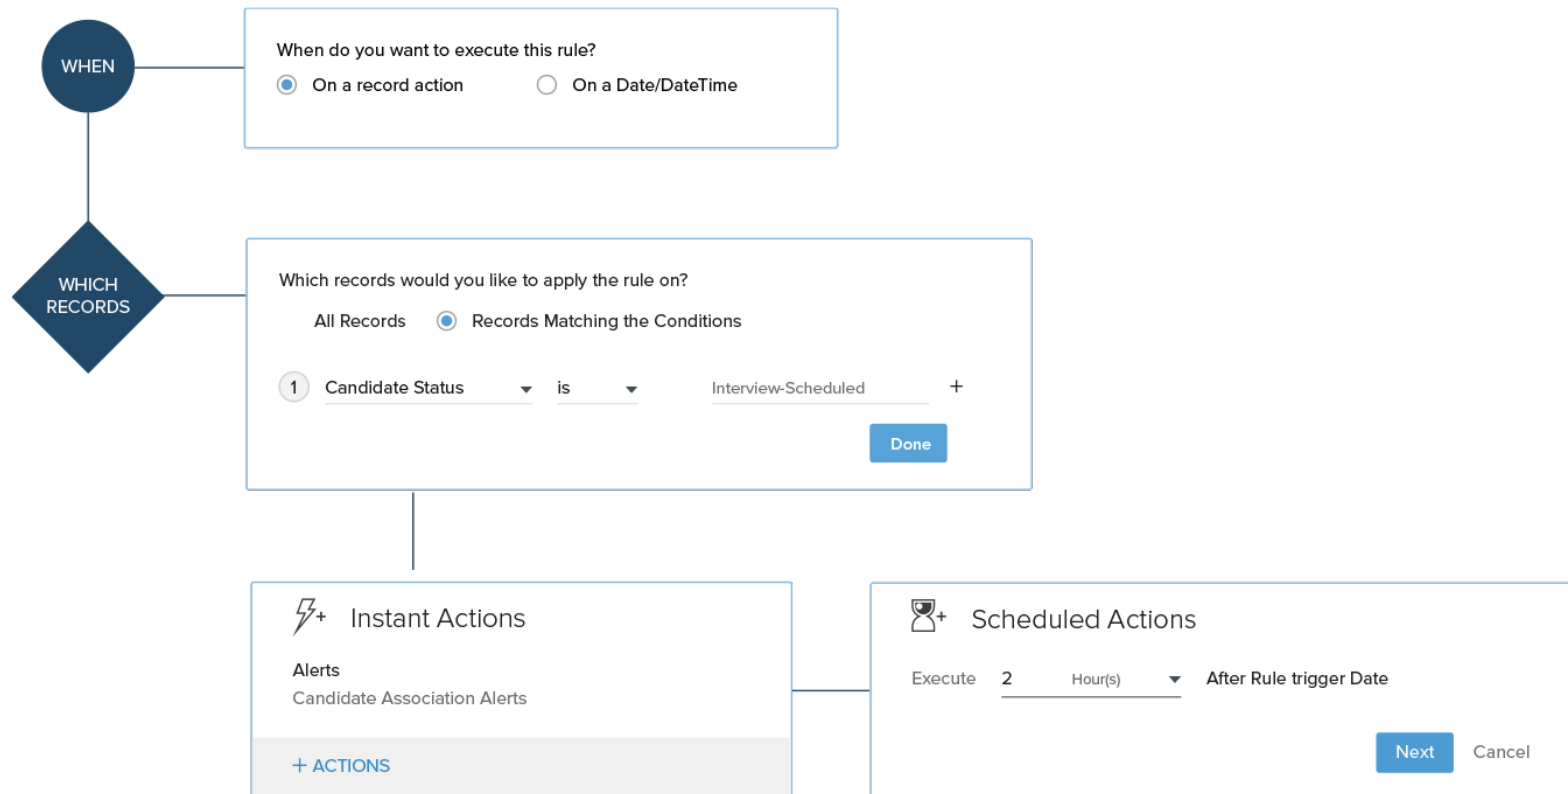 WHEN
When do you want to execute this rule?
On a record action On a Date/DateTime
WHICH
RECORDS
Which records would you like to apply the rule on?
All Records Records Matching the Conditions
1 Candidate Status is Interview-Scheduled +
Done
Instant Actions
Alerts
Candidate Association Alerts
+ ACTIONS
Scheduled Actions
Execute 2 Hour(s) After Rule trigger Date
Next Cancel